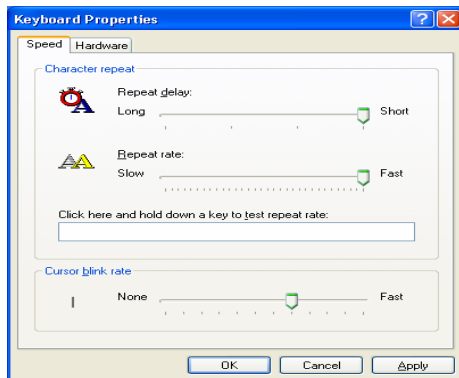 Keyboard Properties
Speed Hardware
Character repeat
Repeat delay:
Long Short
Repeat rate:
Slow Fast
Click here and hold down a key to test repeat rate:
Cursor blink rate
None Fast
OK Cancel Apply